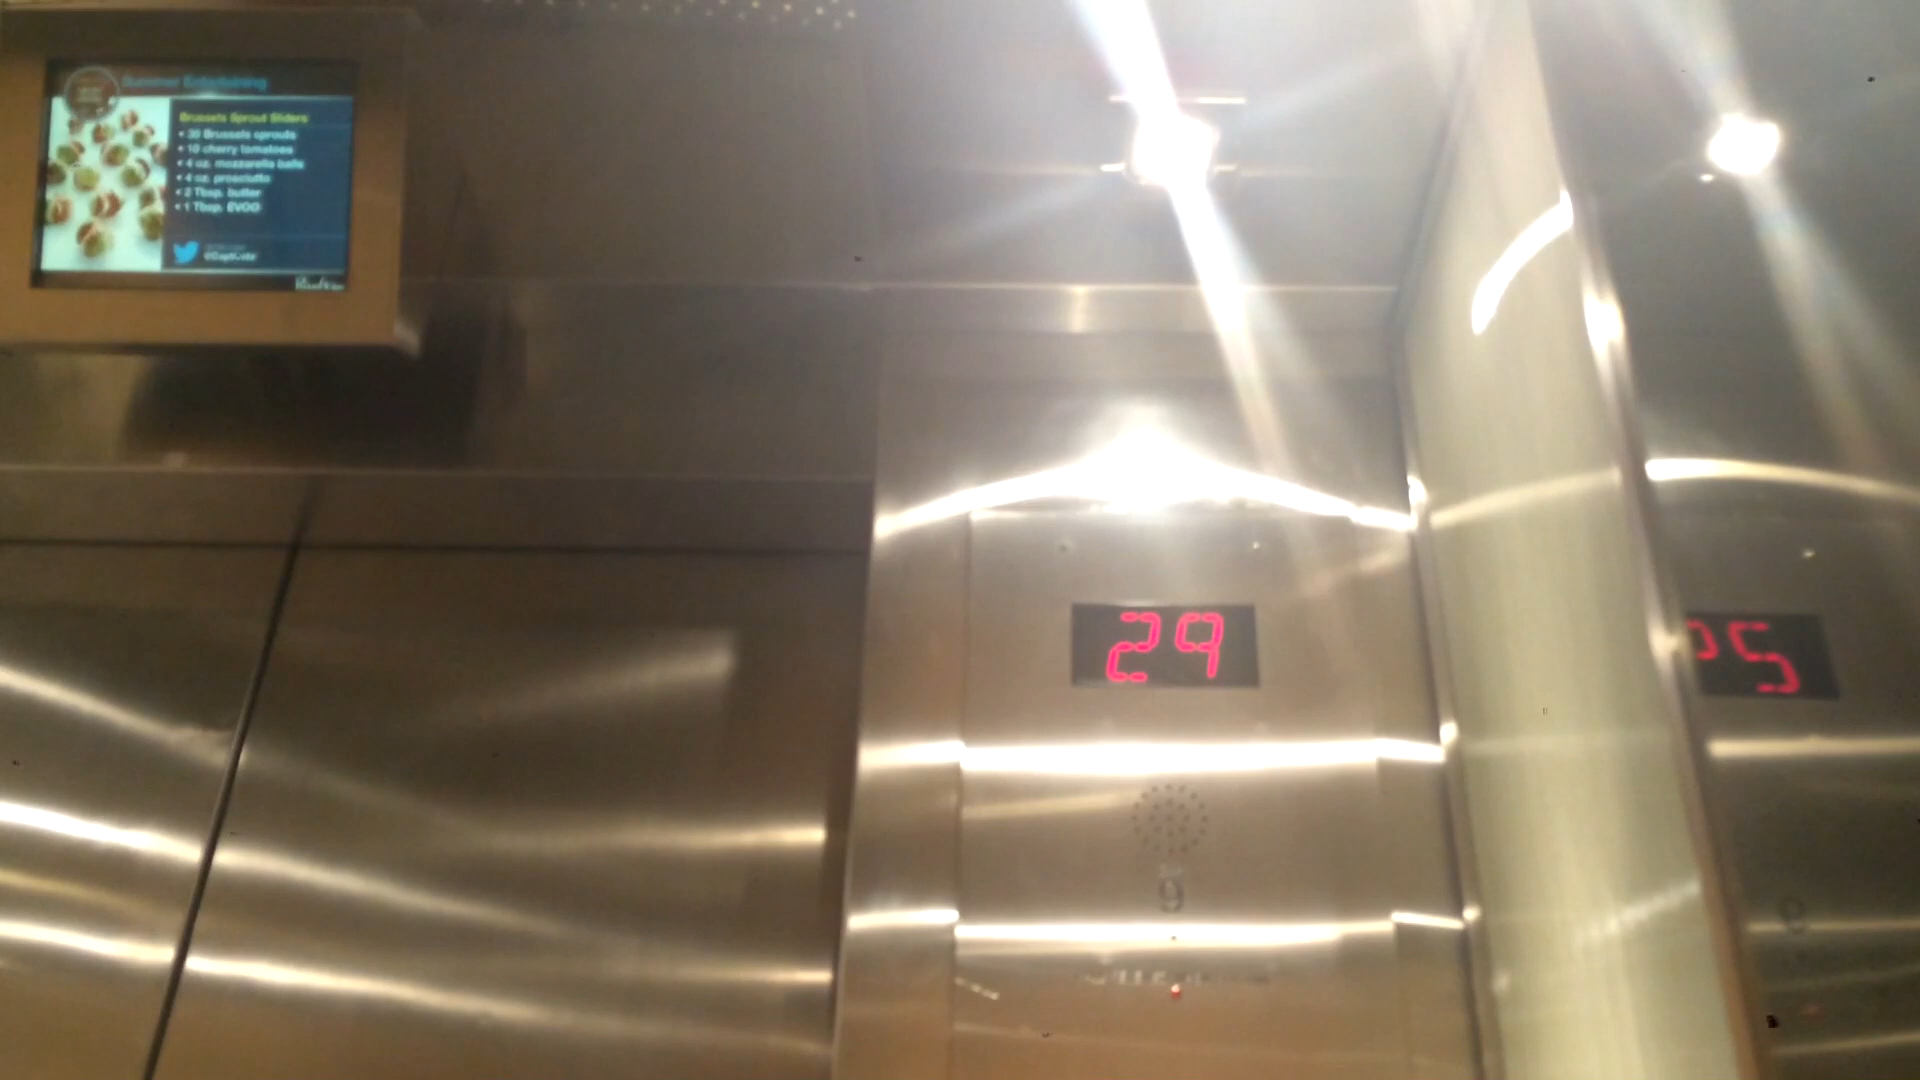 Summer Entertaining
Brussels Sprout Sliders
• 30 Brussels sprouts
• 10 cherry tomatoes
• 4 oz. mozzarella balls
• 4 oz. prosciutto
• 2 Tbsp. butter
• 1 Tbsp. EVOO
@Captivate
29
9